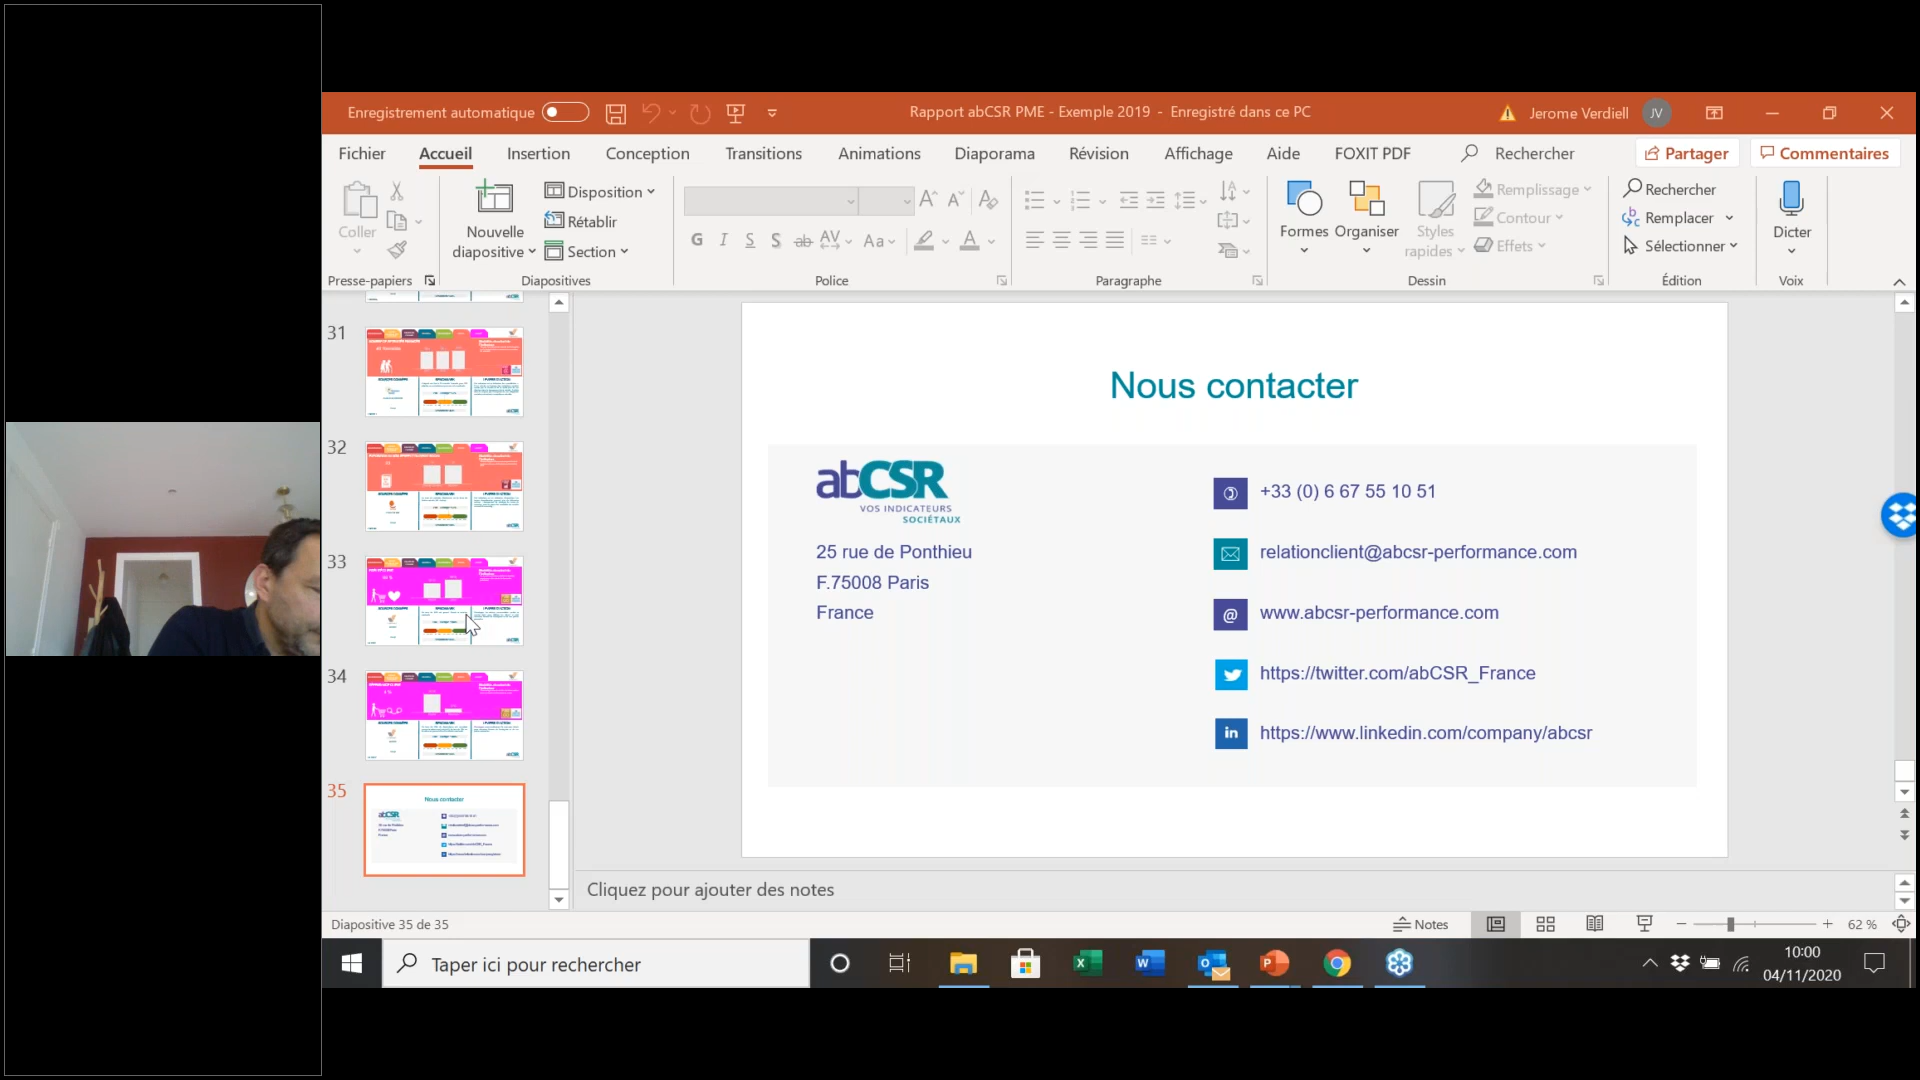 Enregistrement automatique
Rapport abCSR PME - Exemple 2019 - Enregistré dans ce PC
Jerome Verdiell
JV
Fichier
Accueil
Insertion
Conception
Transitions
Animations
Diaporama
Révision
Affichage
Aide
FOXIT PDF
Rechercher
Partager
Commentaires
Coller
Nouvelle
diapositive
Disposition
Rétablir
Section
G I S S ab AV Aa
A
Formes
Organiser
Styles
rapides
Remplissage
Contour
Effets
Rechercher
Remplacer
Sélectionner
Dicter
Presse-papiers
Diapositives
Police
Paragraphe
Dessin
Édition
Voix
31
32
33
34
35
Nous contacter
Nous contacter
abCSR
VOS INDICATEURS
SOCIÉTAUX
25 rue de Ponthieu
F.75008 Paris
France
+33 (0) 6 67 55 10 51
relationclient@abcsr-performance.com
@ www.abcsr-performance.com
https://twitter.com/abCSR_France
in https://www.linkedin.com/company/abcsr
Cliquez pour ajouter des notes
Diapositive 35 de 35
Notes
62 %
Taper ici pour rechercher
10:00
04/11/2020